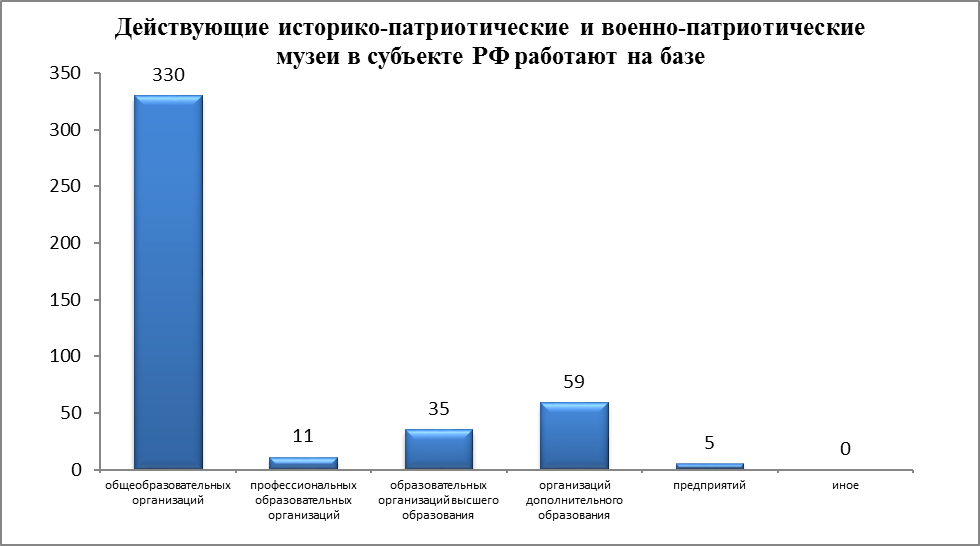 Действующие историко-патриотические и военно-патриотические
музеи в субъекте РФ работают на базе
350
300
250
200
150
100
50
0
330
11
35
59
5
0
общеобразовательных
организаций
профессиональных
образовательных
организаций
образовательных
организаций высшего
образования
организаций
дополнительного
образования
предприятий
иное